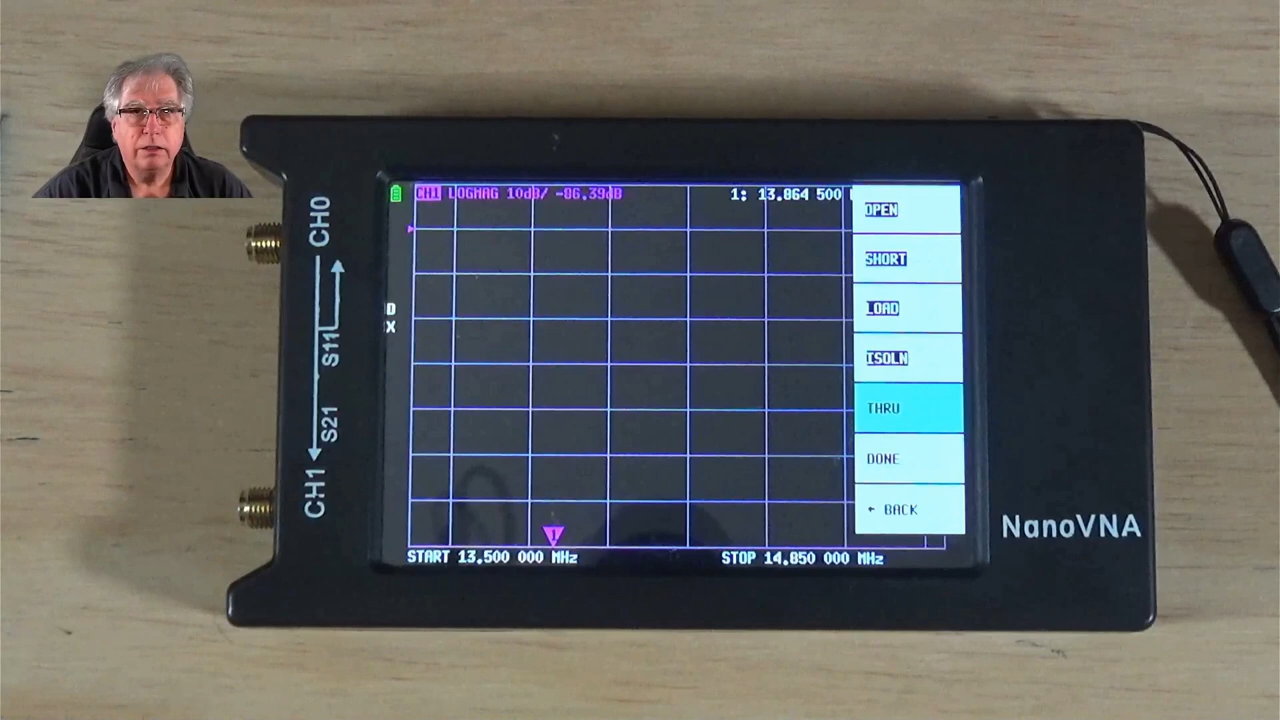 CH0
S11
S21
CH1
CH1 LOGMAG 10dB/ -86.39dB
1: 13.864 500
D
X
1
START 13.500 000 MHz
STOP 14.850 000 MHz
OPEN
SHORT
LOAD
ISOLN
THRU
DONE
← BACK
NanoVNA